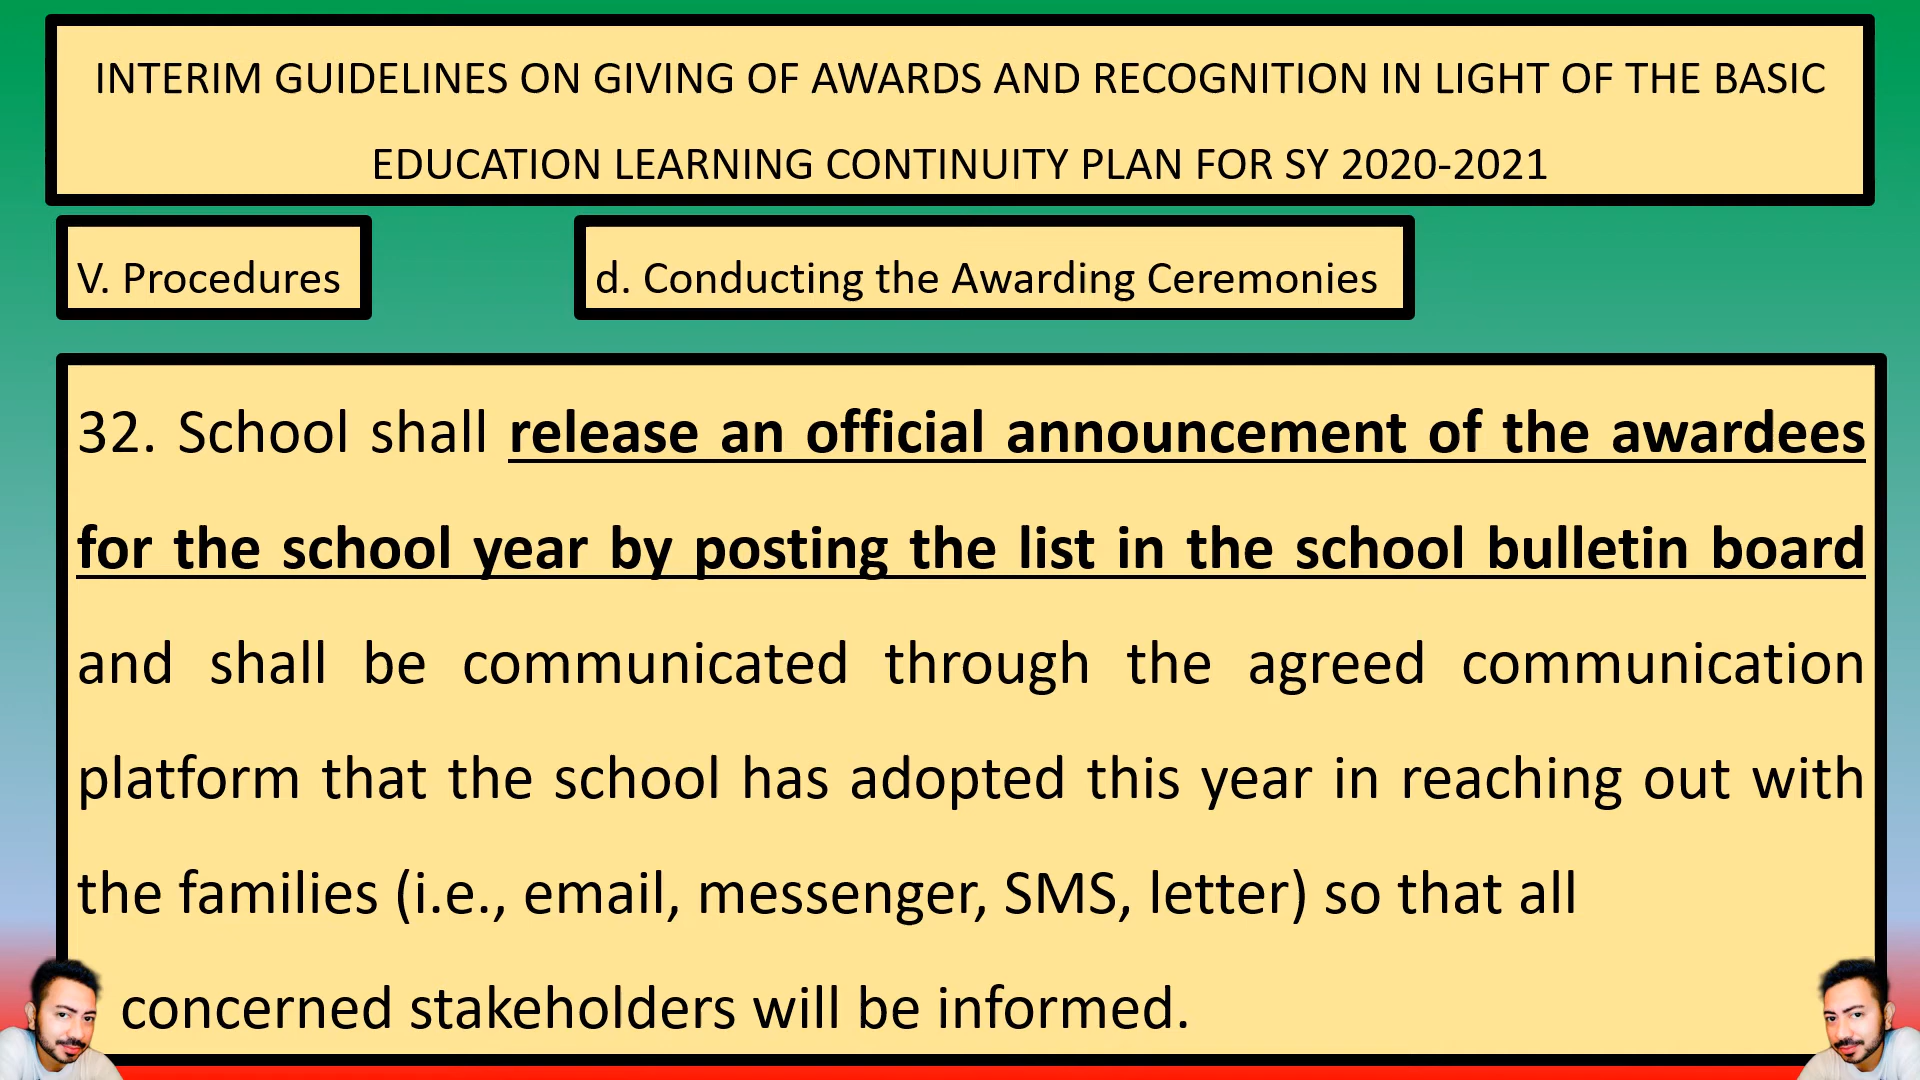 INTERIM GUIDELINES ON GIVING OF AWARDS AND RECOGNITION IN LIGHT OF THE BASIC
EDUCATION LEARNING CONTINUITY PLAN FOR SY 2020-2021
V. Procedures
d. Conducting the Awarding Ceremonies
32. School shall release an official announcement of the awardees
for the school year by posting the list in the school bulletin board
and shall be communicated through the agreed communication
platform that the school has adopted this year in reaching out with
the families (i.e., email, messenger, SMS, letter) so that all
concerned stakeholders will be informed.